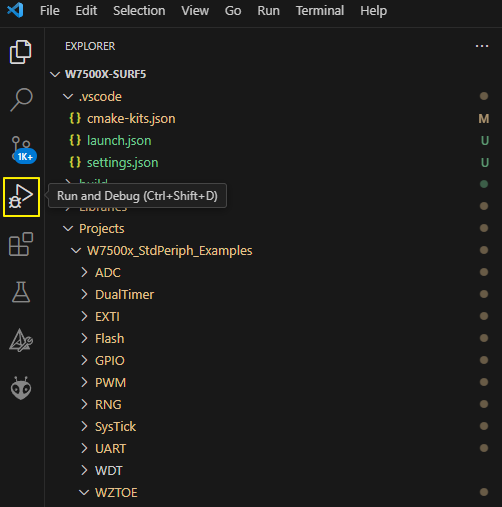 File Edit Selection View Go Run Terminal Help
EXPLORER ...
W7500X-SURF5
.vscode
{} cmake-kits.json M
{} launch.json U
{} settings.json U
1K+
build
Run and Debug (Ctrl+Shift+D)
Libraries
Projects
W7500x_StdPeriph_Examples
ADC
DualTimer
EXTI
Flash
GPIO
PWM
RNG
SysTick
UART
WDT
WZTOE